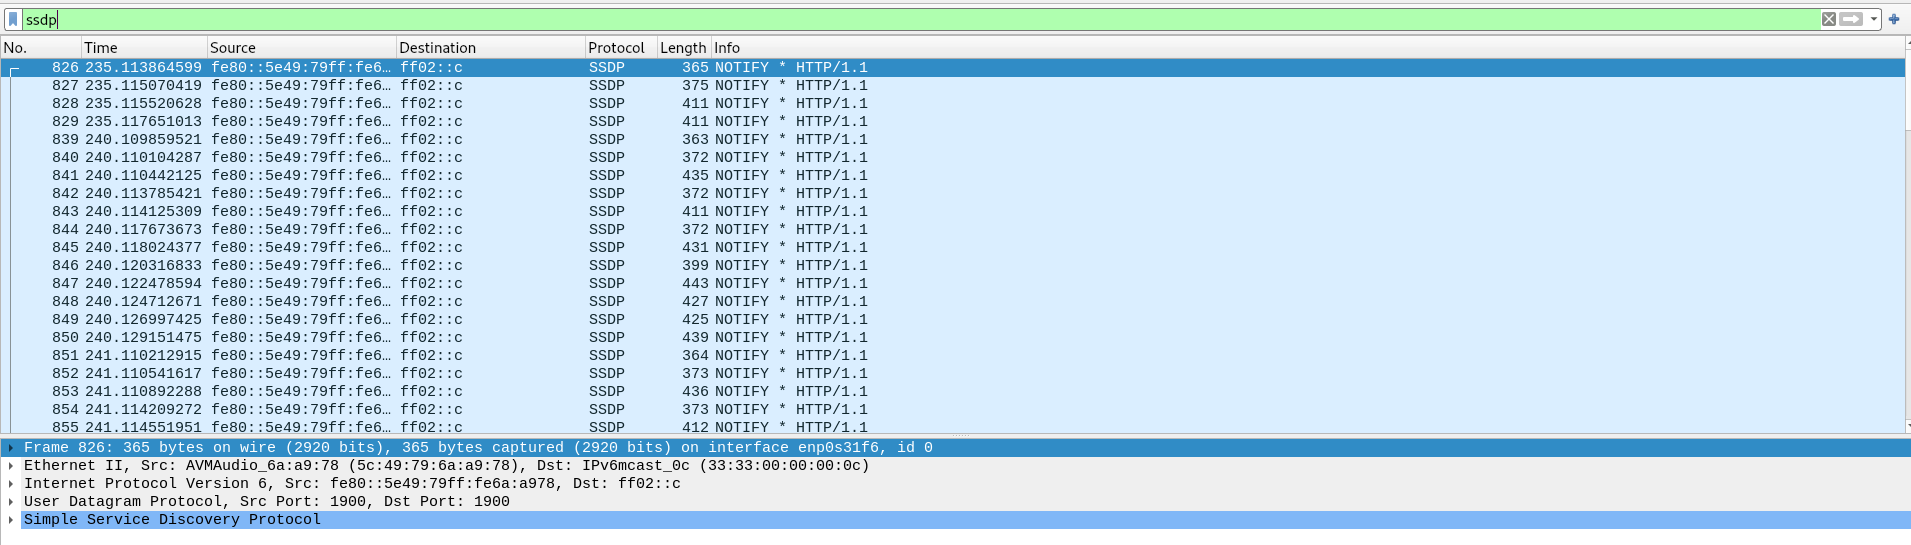 ssdp
No. Time Source Destination Protocol Length Info
826 235.113864599 fe80::5e49:79ff:fe6… ff02::c SSDP 365 NOTIFY * HTTP/1.1
827 235.115070419 fe80::5e49:79ff:fe6… ff02::c SSDP 375 NOTIFY * HTTP/1.1
828 235.115520628 fe80::5e49:79ff:fe6… ff02::c SSDP 411 NOTIFY * HTTP/1.1
829 235.117651013 fe80::5e49:79ff:fe6… ff02::c SSDP 411 NOTIFY * HTTP/1.1
839 240.109859521 fe80::5e49:79ff:fe6… ff02::c SSDP 363 NOTIFY * HTTP/1.1
840 240.110104287 fe80::5e49:79ff:fe6… ff02::c SSDP 372 NOTIFY * HTTP/1.1
841 240.110442125 fe80::5e49:79ff:fe6… ff02::c SSDP 435 NOTIFY * HTTP/1.1
842 240.113785421 fe80::5e49:79ff:fe6… ff02::c SSDP 372 NOTIFY * HTTP/1.1
843 240.114125309 fe80::5e49:79ff:fe6… ff02::c SSDP 411 NOTIFY * HTTP/1.1
844 240.117673673 fe80::5e49:79ff:fe6… ff02::c SSDP 372 NOTIFY * HTTP/1.1
845 240.118024377 fe80::5e49:79ff:fe6… ff02::c SSDP 431 NOTIFY * HTTP/1.1
846 240.120316833 fe80::5e49:79ff:fe6… ff02::c SSDP 399 NOTIFY * HTTP/1.1
847 240.122478594 fe80::5e49:79ff:fe6… ff02::c SSDP 443 NOTIFY * HTTP/1.1
848 240.124712671 fe80::5e49:79ff:fe6… ff02::c SSDP 427 NOTIFY * HTTP/1.1
849 240.126997425 fe80::5e49:79ff:fe6… ff02::c SSDP 425 NOTIFY * HTTP/1.1
850 240.129151475 fe80::5e49:79ff:fe6… ff02::c SSDP 439 NOTIFY * HTTP/1.1
851 241.110212915 fe80::5e49:79ff:fe6… ff02::c SSDP 364 NOTIFY * HTTP/1.1
852 241.110541617 fe80::5e49:79ff:fe6… ff02::c SSDP 373 NOTIFY * HTTP/1.1
853 241.110892288 fe80::5e49:79ff:fe6… ff02::c SSDP 436 NOTIFY * HTTP/1.1
854 241.114209272 fe80::5e49:79ff:fe6… ff02::c SSDP 373 NOTIFY * HTTP/1.1
855 241.114551951 fe80::5e49:79ff:fe6… ff02::c SSDP 412 NOTIFY * HTTP/1.1
Frame 826: 365 bytes on wire (2920 bits), 365 bytes captured (2920 bits) on interface enp0s31f6, id 0
Ethernet II, Src: AVMAudio_6a:a9:78 (5c:49:79:6a:a9:78), Dst: IPv6mcast_0c (33:33:00:00:00:0c)
Internet Protocol Version 6, Src: fe80::5e49:79ff:fe6a:a978, Dst: ff02::c
User Datagram Protocol, Src Port: 1900, Dst Port: 1900
Simple Service Discovery Protocol